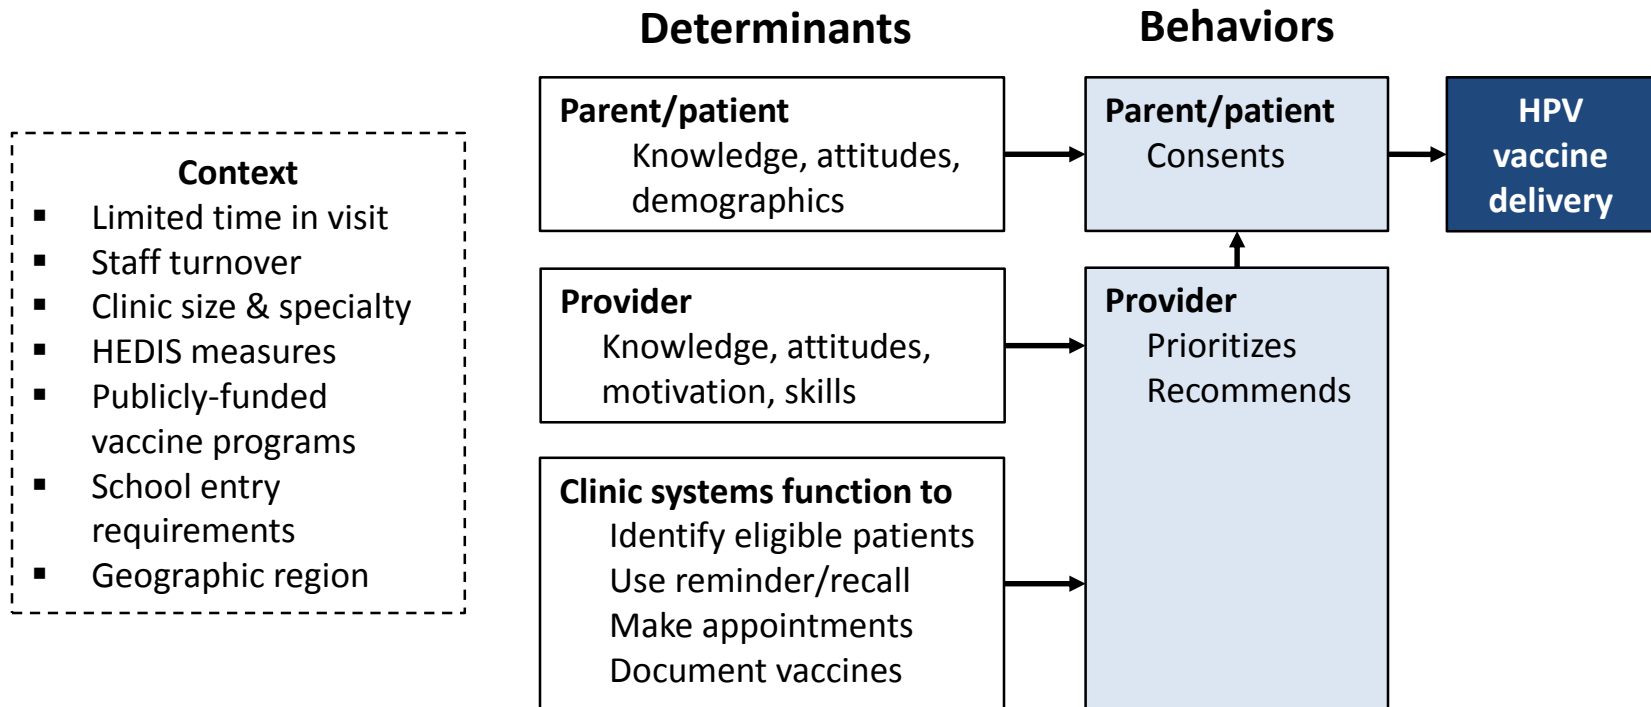 Determinants
Behaviors
Context
▪ Limited time in visit
▪ Staff turnover
▪ Clinic size & specialty
▪ HEDIS measures
▪ Publicly-funded
vaccine programs
▪ School entry
requirements
▪ Geographic region
Parent/patient
Knowledge, attitudes,
demographics
Provider
Knowledge, attitudes,
motivation, skills
Clinic systems function to
Identify eligible patients
Use reminder/recall
Make appointments
Document vaccines
Parent/patient
Consents
Provider
Prioritizes
Recommends
HPV
vaccine
delivery